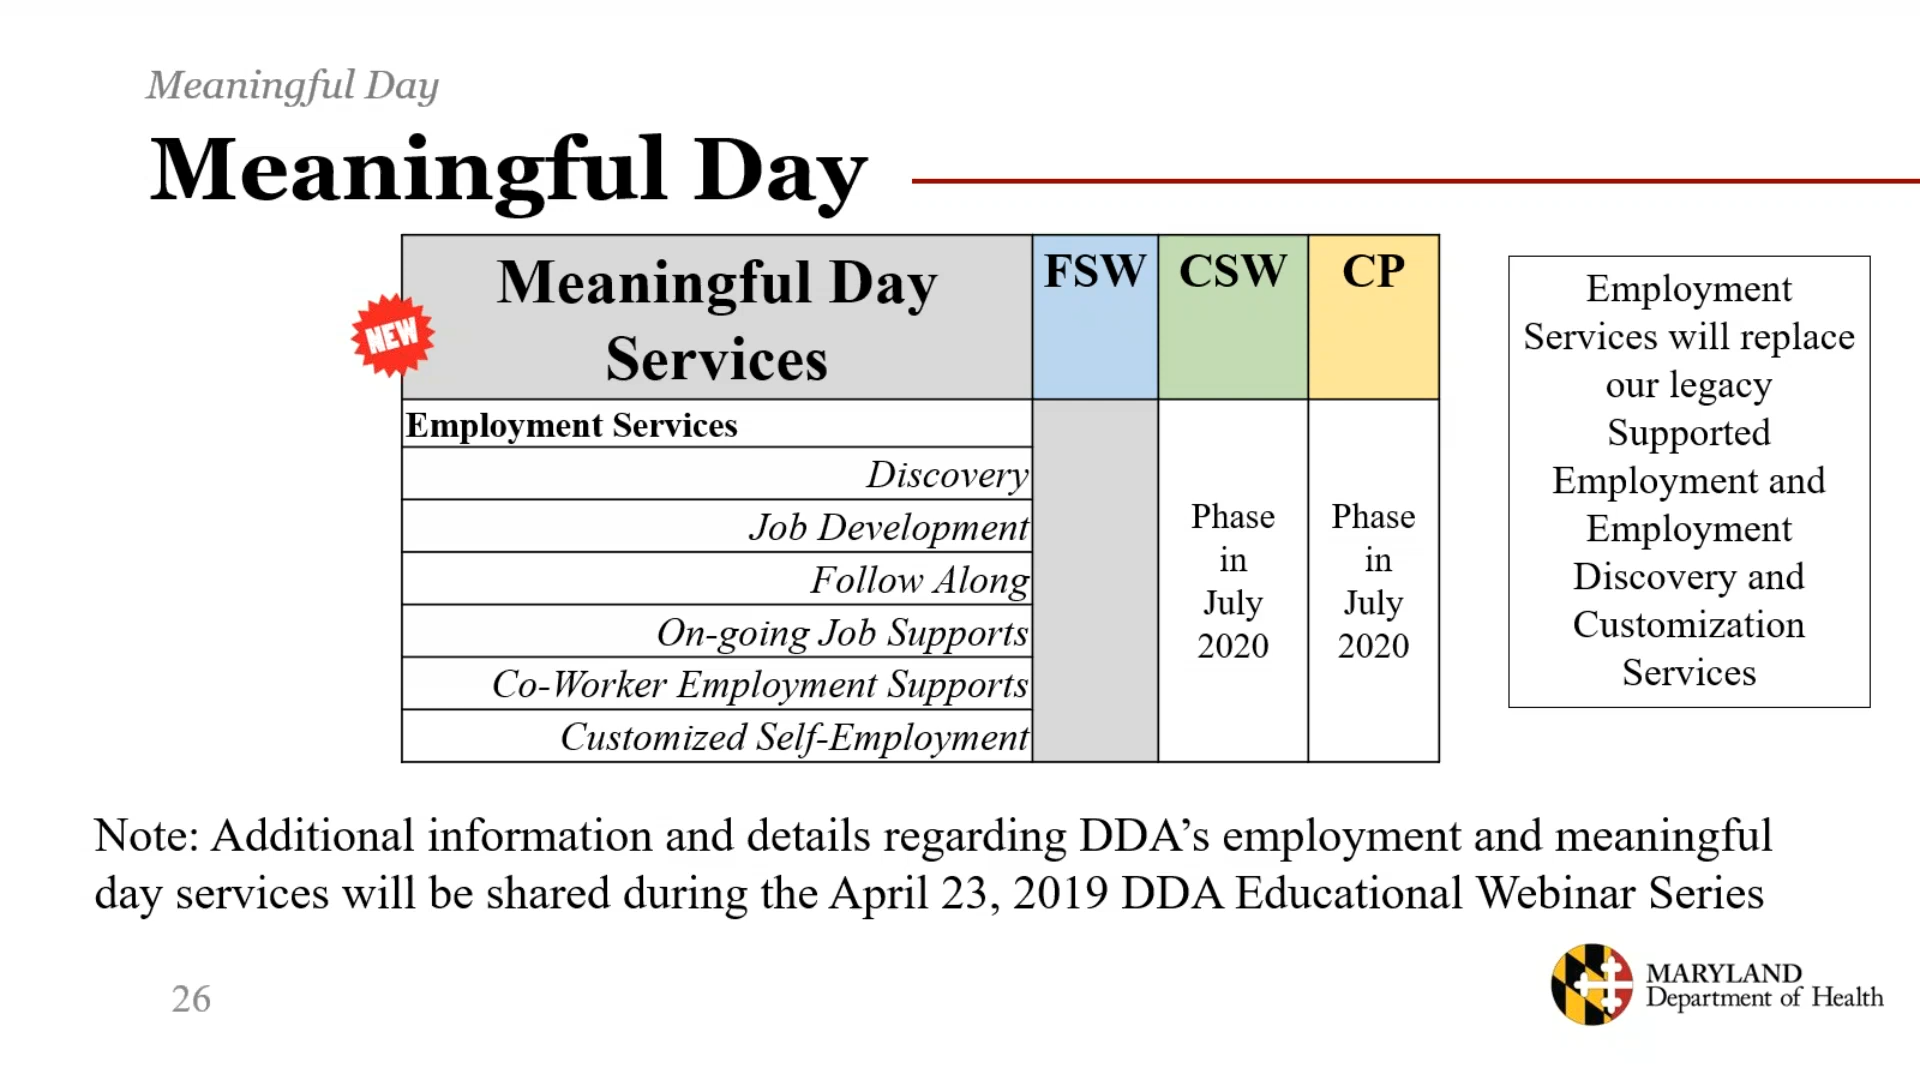 Meaningful Day
Meaningful Day
Meaningful Day
Services
FSW
CSW
CP
NEW
Employment Services
Discovery
Job Development
Follow Along
On-going Job Supports
Co-Worker Employment Supports
Customized Self-Employment
Phase
in
July
2020
Phase
in
July
2020
Employment
Services will replace
our legacy
Supported
Employment and
Employment
Discovery and
Customization
Services
Note: Additional information and details regarding DDA’s employment and meaningful
day services will be shared during the April 23, 2019 DDA Educational Webinar Series
26
MARYLAND
Department of Health